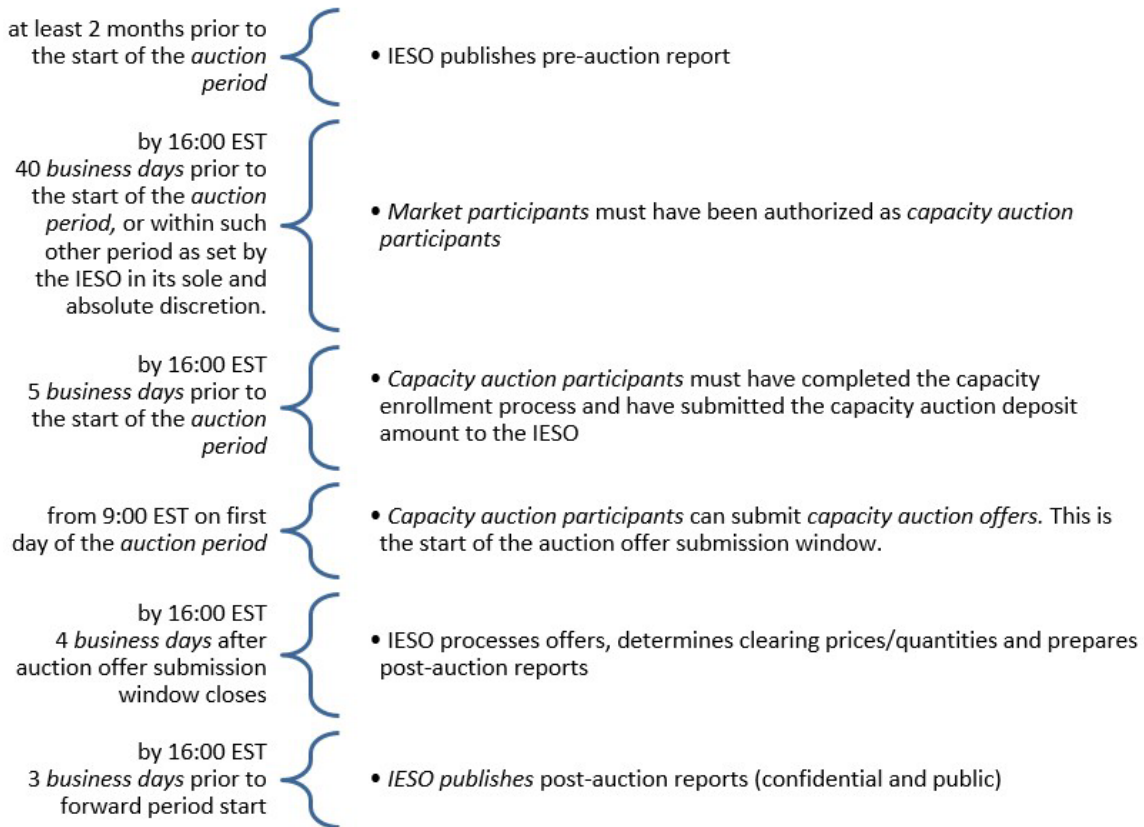 at least 2 months prior to
the start of the auction
period
• IESO publishes pre-auction report
by 16:00 EST
40 business days prior to
the start of the auction
period, or within such
other period as set by
the IESO in its sole and
absolute discretion.
• Market participants must have been authorized as capacity auction
participants
by 16:00 EST
5 business days prior to
the start of the auction
period
• Capacity auction participants must have completed the capacity
enrollment process and have submitted the capacity auction deposit
amount to the IESO
from 9:00 EST on first
day of the auction period
• Capacity auction participants can submit capacity auction offers. This is
the start of the auction offer submission window.
by 16:00 EST
4 business days after
auction offer submission
window closes
• IESO processes offers, determines clearing prices/quantities and prepares
post-auction reports
by 16:00 EST
3 business days prior to
forward period start
• IESO publishes post-auction reports (confidential and public)